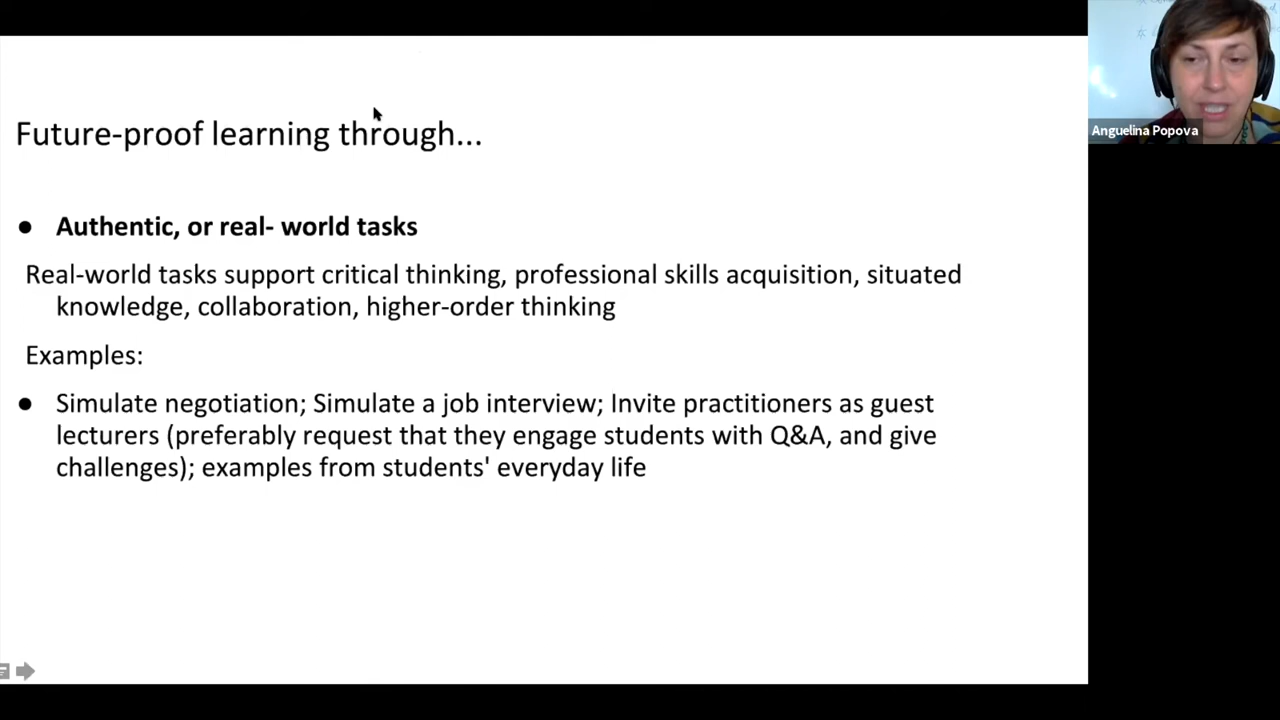 Future-proof learning through...
● Authentic, or real- world tasks
Real-world tasks support critical thinking, professional skills acquisition, situated
knowledge, collaboration, higher-order thinking
Examples:
● Simulate negotiation; Simulate a job interview; Invite practitioners as guest
lecturers (preferably request that they engage students with Q&A, and give
challenges); examples from students' everyday life
Anguelina Popova